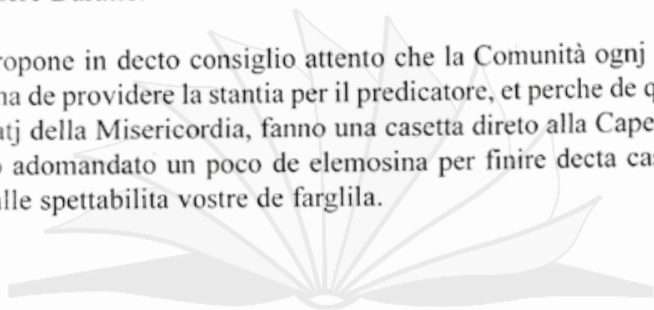 ropone in decto consiglio attento che la Comunità ognj
na de providere la stantia per il predicatore, et perche de q
atj della Misericordia, fanno una casetta direto alla Cape
adomandato un poco de elemosina per finire decta ca
lle spettabilita vostre de farglila.